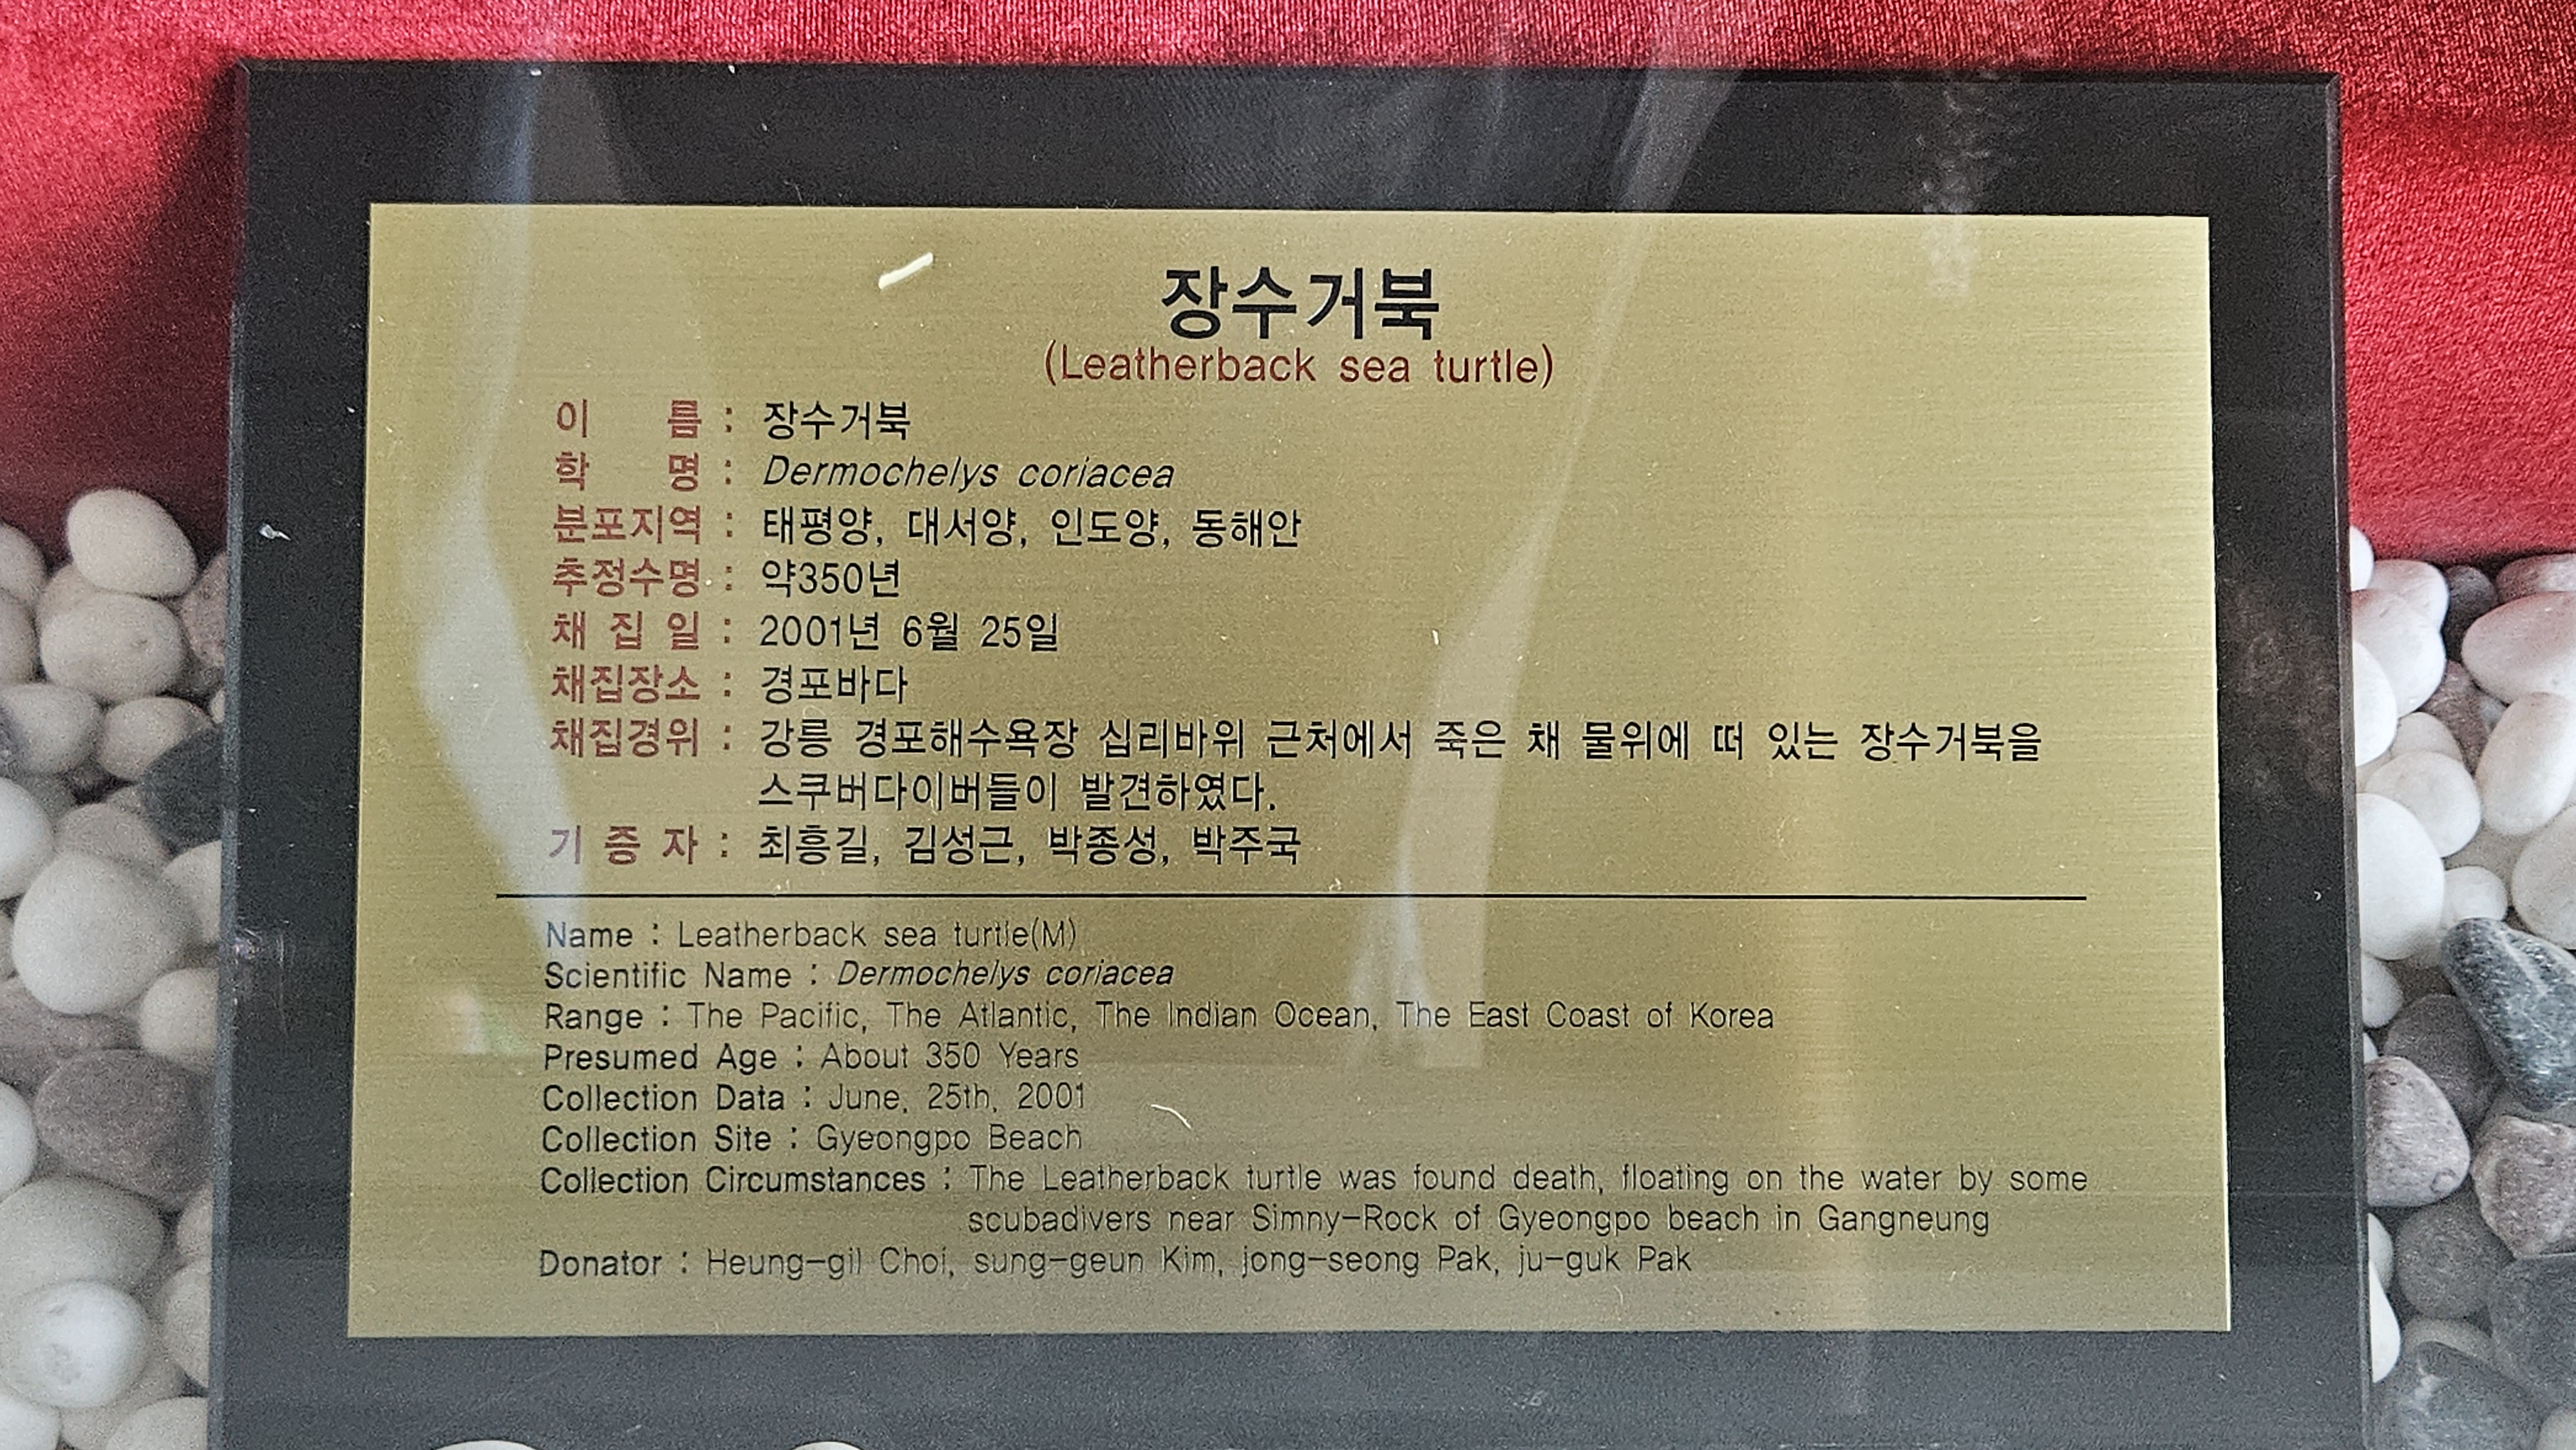 장수거북
(Leatherback sea turtle)
이 름 : 장수거북
학 명 : Dermochelys coriacea
분포지역 : 태평양, 대서양, 인도양, 동해안
추정수명 : 약350년
채 집 일 : 2001년 6월 25일
채집장소 : 경포바다
채집경위 : 강릉 경포해수욕장 십리바위 근처에서 죽은 채 물위에 떠 있는 장수거북을
스쿠버다이버들이 발견하였다.
기 증 자 : 최흥길, 김성근, 박종성, 박주국
Name : Leatherback sea turtle(M)
Scientific Name : Dermochelys coriacea
Range : The Pacific, The Atlantic, The Indian Ocean, The East Coast of Korea
Presumed Age : About 350 Years
Collection Data : June, 25th, 2001
Collection Site : Gyeongpo Beach
Collection Circumstances : The Leatherback turtle was found death, floating on the water by some
scubadivers near Simny-Rock of Gyeongpo beach in Gangneung
Donator : Heung-gil Choi, sung-geun Kim, jong-seong Pak, ju-guk Pak